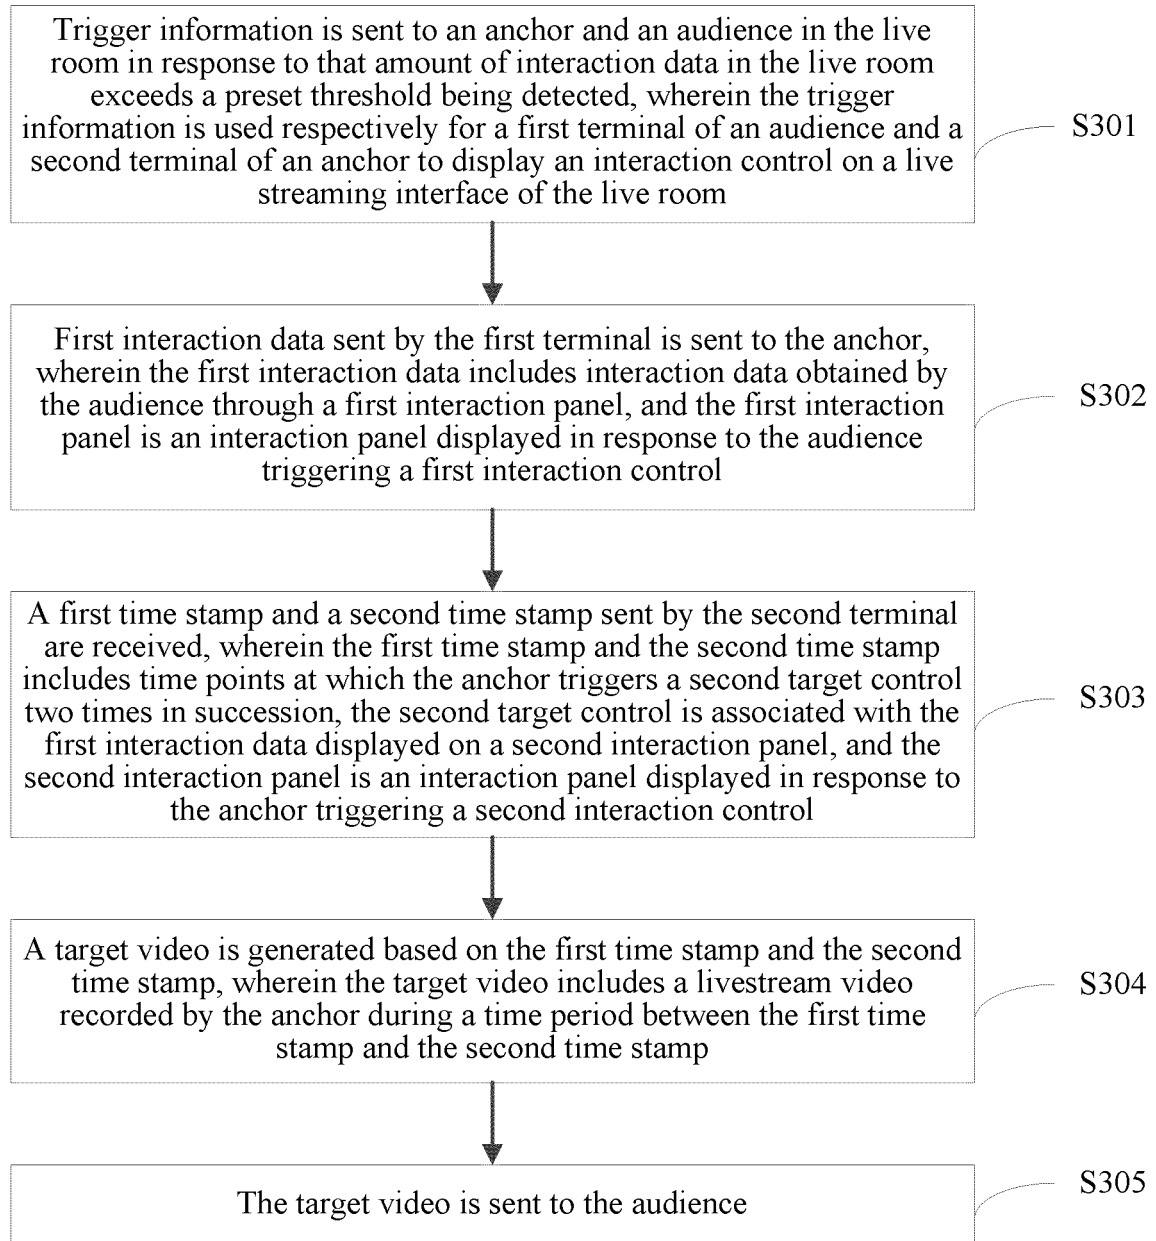 Trigger information is sent to an anchor and an audience in the live
room in response to that amount of interaction data in the live room
exceeds a preset threshold being detected, wherein the trigger
information is used respectively for a first terminal of an audience and a
second terminal of an anchor to display an interaction control on a live
streaming interface of the live room
S301
First interaction data sent by the first terminal is sent to the anchor,
wherein the first interaction data includes interaction data obtained by
the audience through a first interaction panel, and the first interaction
panel is an interaction panel displayed in response to the audience
triggering a first interaction control
S302
A first time stamp and a second time stamp sent by the second terminal
are received, wherein the first time stamp and the second time stamp
includes time points at which the anchor triggers a second target control
two times in succession, the second target control is associated with the
first interaction data displayed on a second interaction panel, and the
second interaction panel is an interaction panel displayed in response to
the anchor triggering a second interaction control
S303
A target video is generated based on the first time stamp and the second
time stamp, wherein the target video includes a livestream video
recorded by the anchor during a time period between the first time
stamp and the second time stamp
S304
The target video is sent to the audience
S305